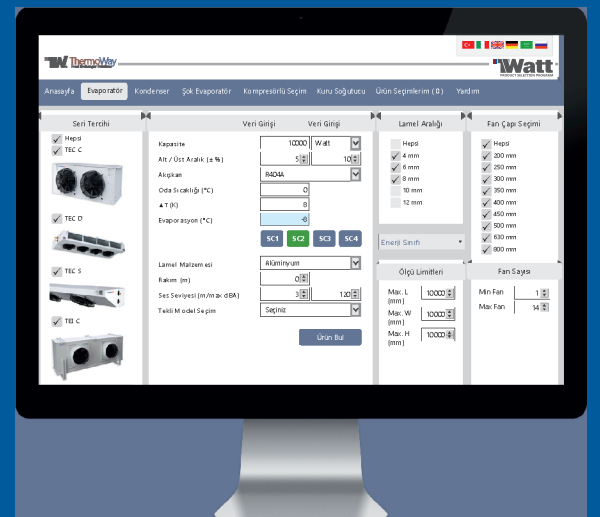 TW ThermoWay
Watt
PRODUCT SELECTION PROGRAM
Anasayfa Evaporatör Kondenser Şok Evaporatör Kompresörlü Seçim Kuru Soğutucu Ürün Seçimlerim ( 0 ) Yardım
Seri Tercihi
Hepsi
TEC C
TEC D
TEC S
TEI C
Veri Girişi Veri Girişi
Kapasite 10000 Watt
Alt / Üst Aralık (± %) 5 10
Akışkan R404A
Oda Sıcaklığı (°C) 0
▲T (K) 8
Evaporasyon (°C) -8
SC1 SC2 SC3 SC4
Lamel Malzemesi Alüminyum
Rakım (m) 0
Ses Seviyesi (m/max dBA) 3 120
Tekli Model Seçim Seçiniz
Ürün Bul
Lamel Aralığı
Hepsi
4 mm
6 mm
8 mm
10 mm
12 mm
Enerji Sınıfı
Ölçü Limitleri
Max. L (mm) 10000
Max. W (mm) 10000
Max. H (mm) 10000
Fan Çapı Seçimi
Hepsi
200 mm
250 mm
300 mm
350 mm
400 mm
450 mm
500 mm
630 mm
800 mm
Fan Sayısı
Min Fan 1
Max Fan 14